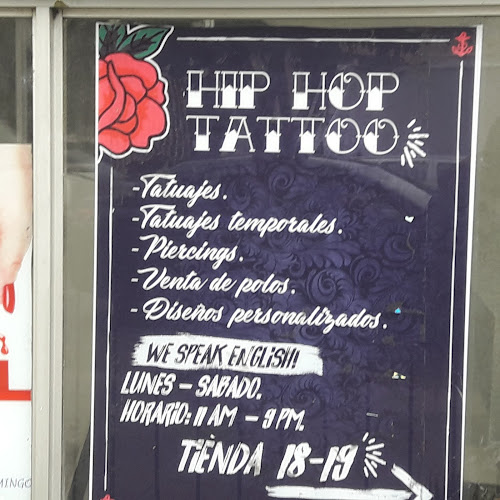 HIP HOP
TATTOO
-Tatuajes.
-Tatuajes temporales.
-Piercings.
-Venta de polos.
-Diseños personalizados.
WE SPEAK ENGLISH!
LUNES - SABADO.
HORARIO: 11 AM - 9 PM.
TIENDA 18-19